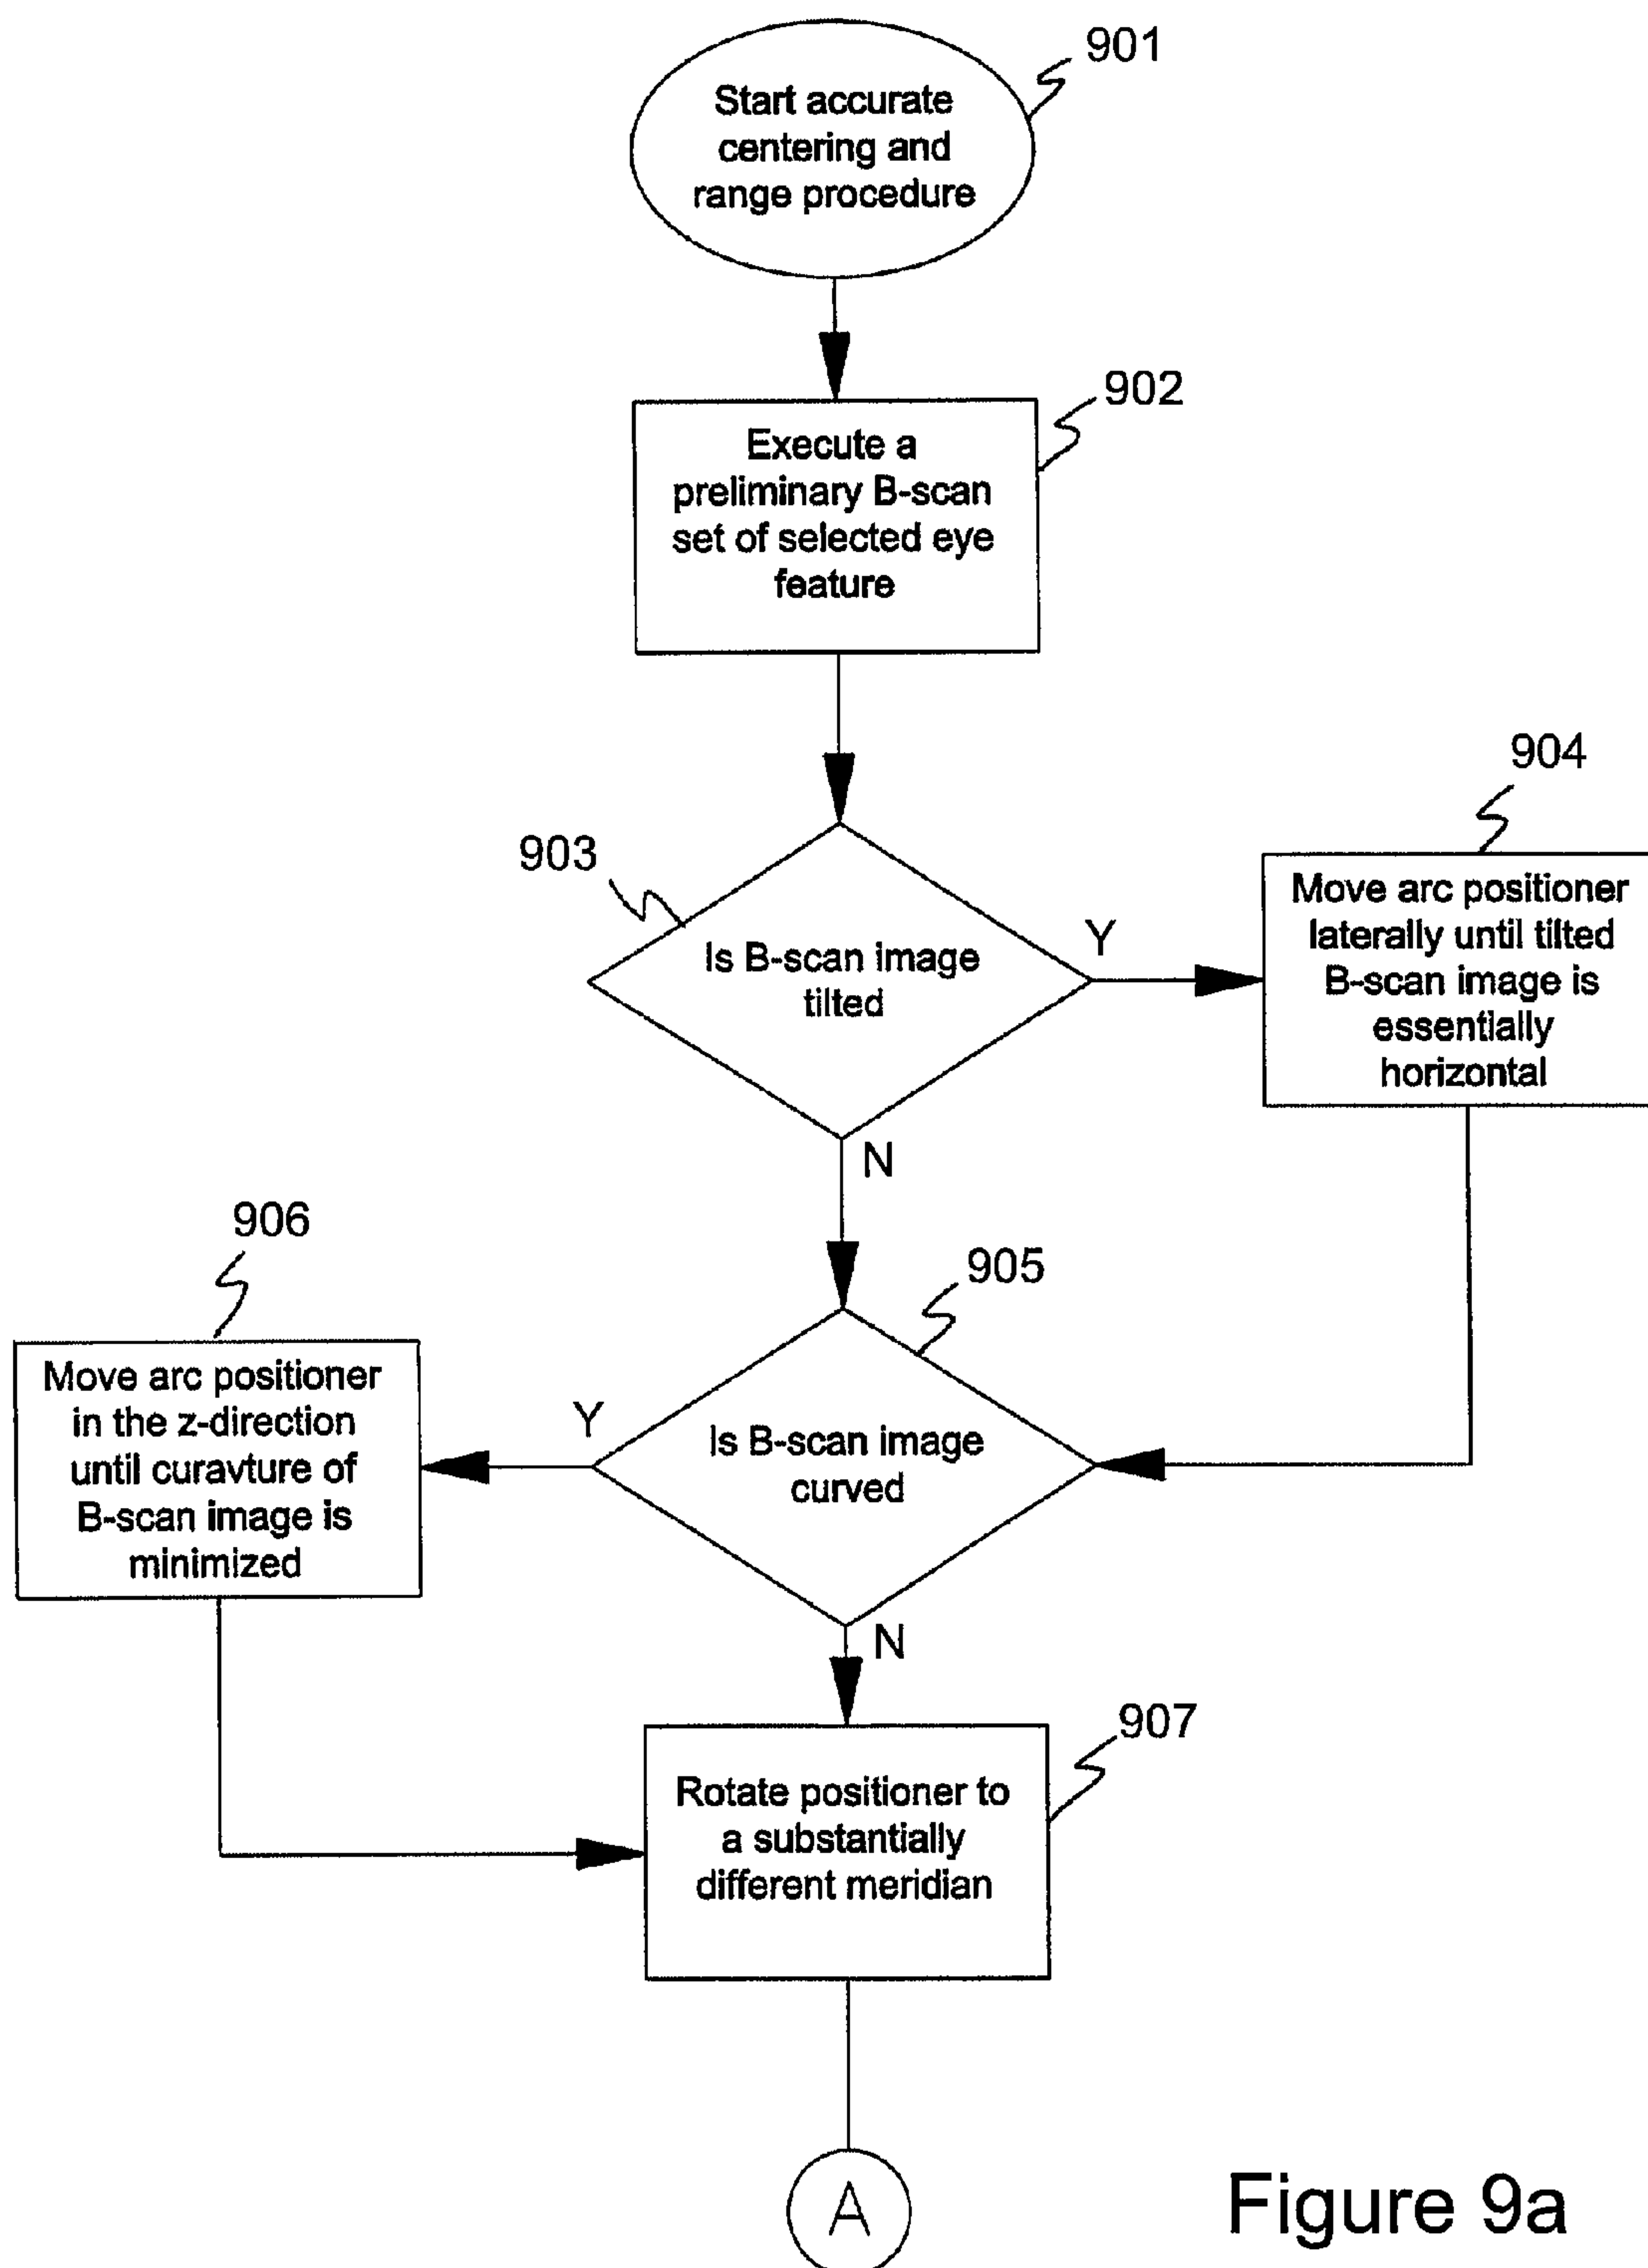 901
Start accurate
centering and
range procedure
902
Execute a
preliminary B-scan
set of selected eye
feature
903
Is B-scan image
tilted
Y
N
904
Move arc positioner
laterally until tilted
B-scan image is
essentially
horizontal
905
Is B-scan image
curved
Y
N
906
Move arc positioner
in the z-direction
until curavture of
B-scan image is
minimized
907
Rotate positioner to
a substantially
different meridian
A
Figure 9a